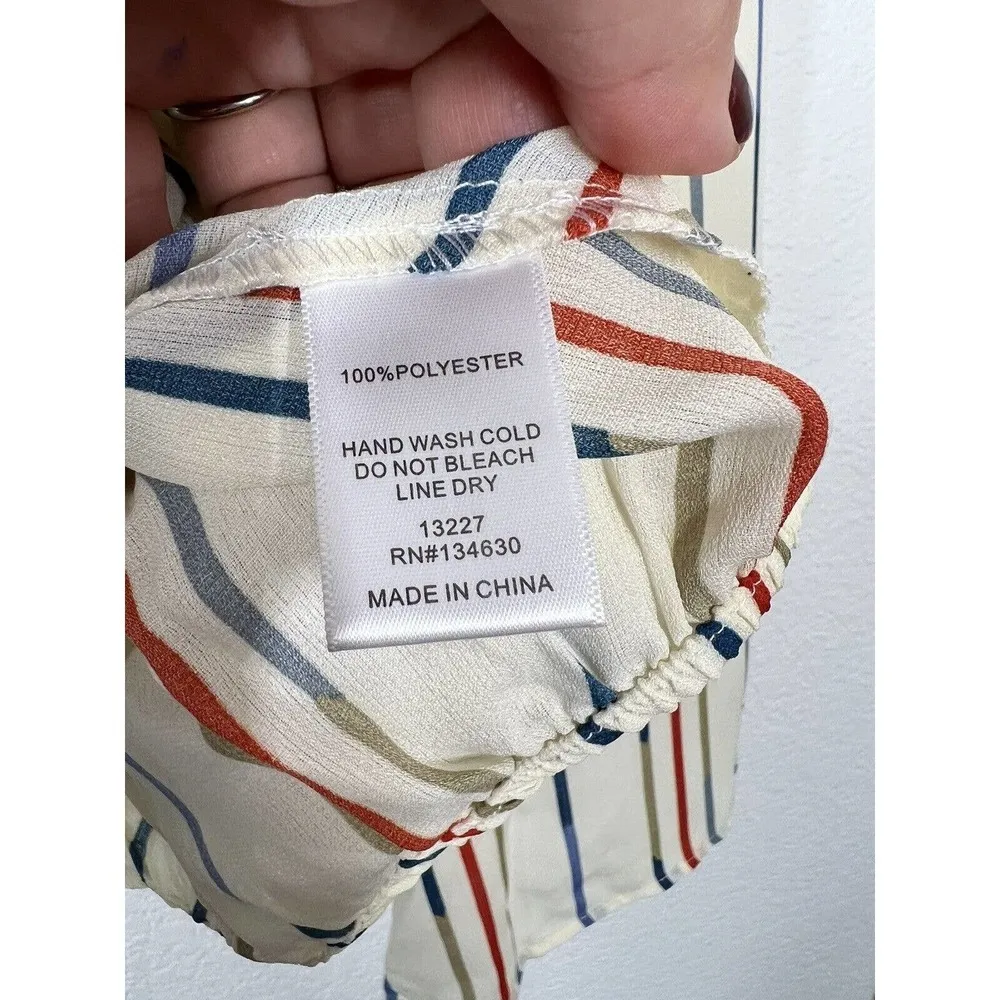 100%POLYESTER
HAND WASH COLD
DO NOT BLEACH
LINE DRY
13227
RN#134630
MADE IN CHINA